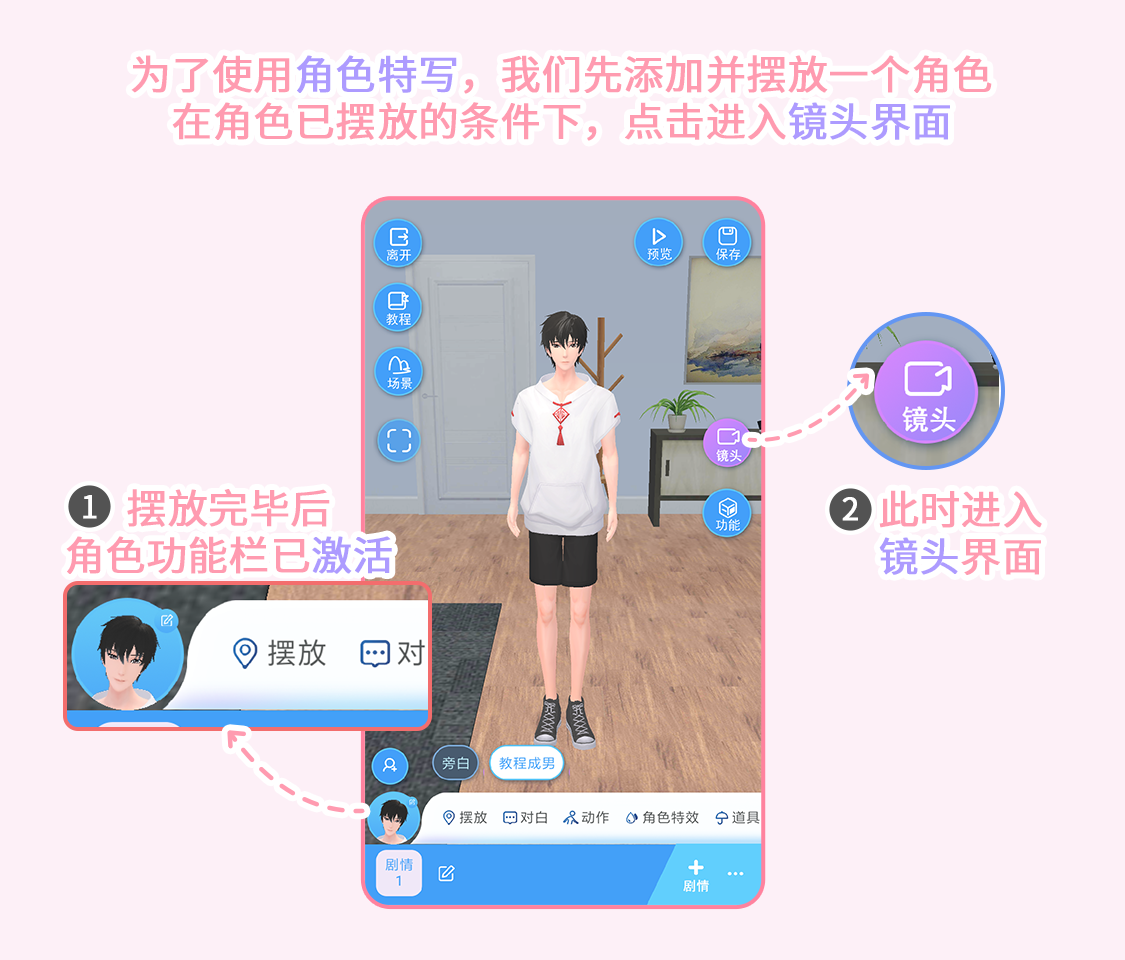 为了使用角色特写，我们先添加并摆放一个角色
在角色已摆放的条件下，点击进入镜头界面
离开
预览
保存
教程
场景
镜头
功能
镜头
1 摆放完毕后
角色功能栏已激活
2 此时进入
镜头界面
摆放 对
旁白 教程成男
摆放 对白 动作 角色特效 道具
剧情
1
剧情